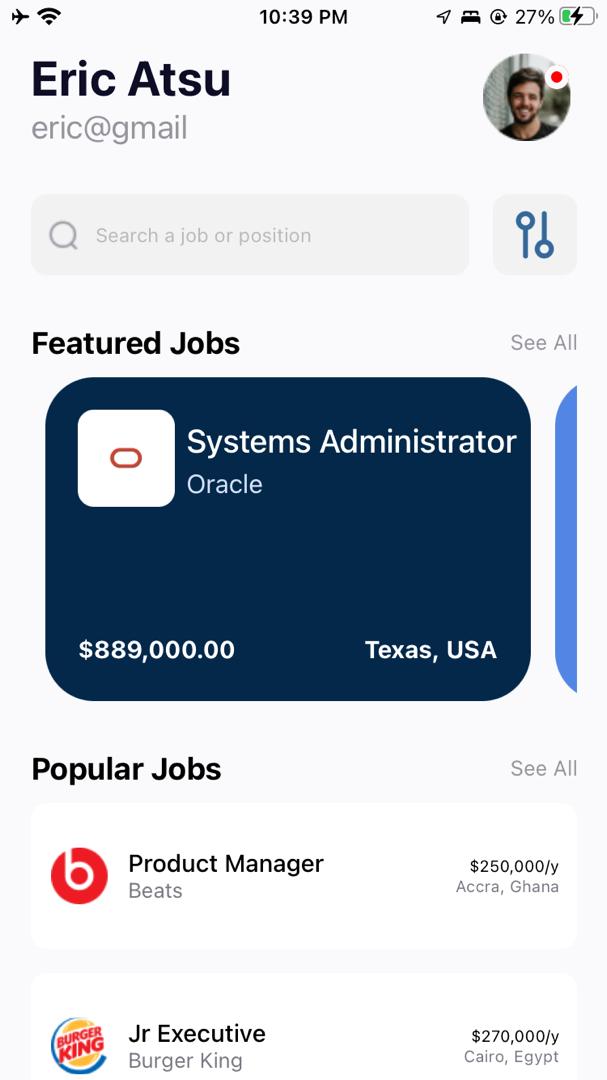 10:39 PM
27%
Eric Atsu
eric@gmail
Search a job or position
Featured Jobs
See All
Systems Administrator
Oracle
$889,000.00
Texas, USA
Popular Jobs
See All
Product Manager
Beats
$250,000/y
Accra, Ghana
BURGER
KING
Jr Executive
Burger King
$270,000/y
Cairo, Egypt